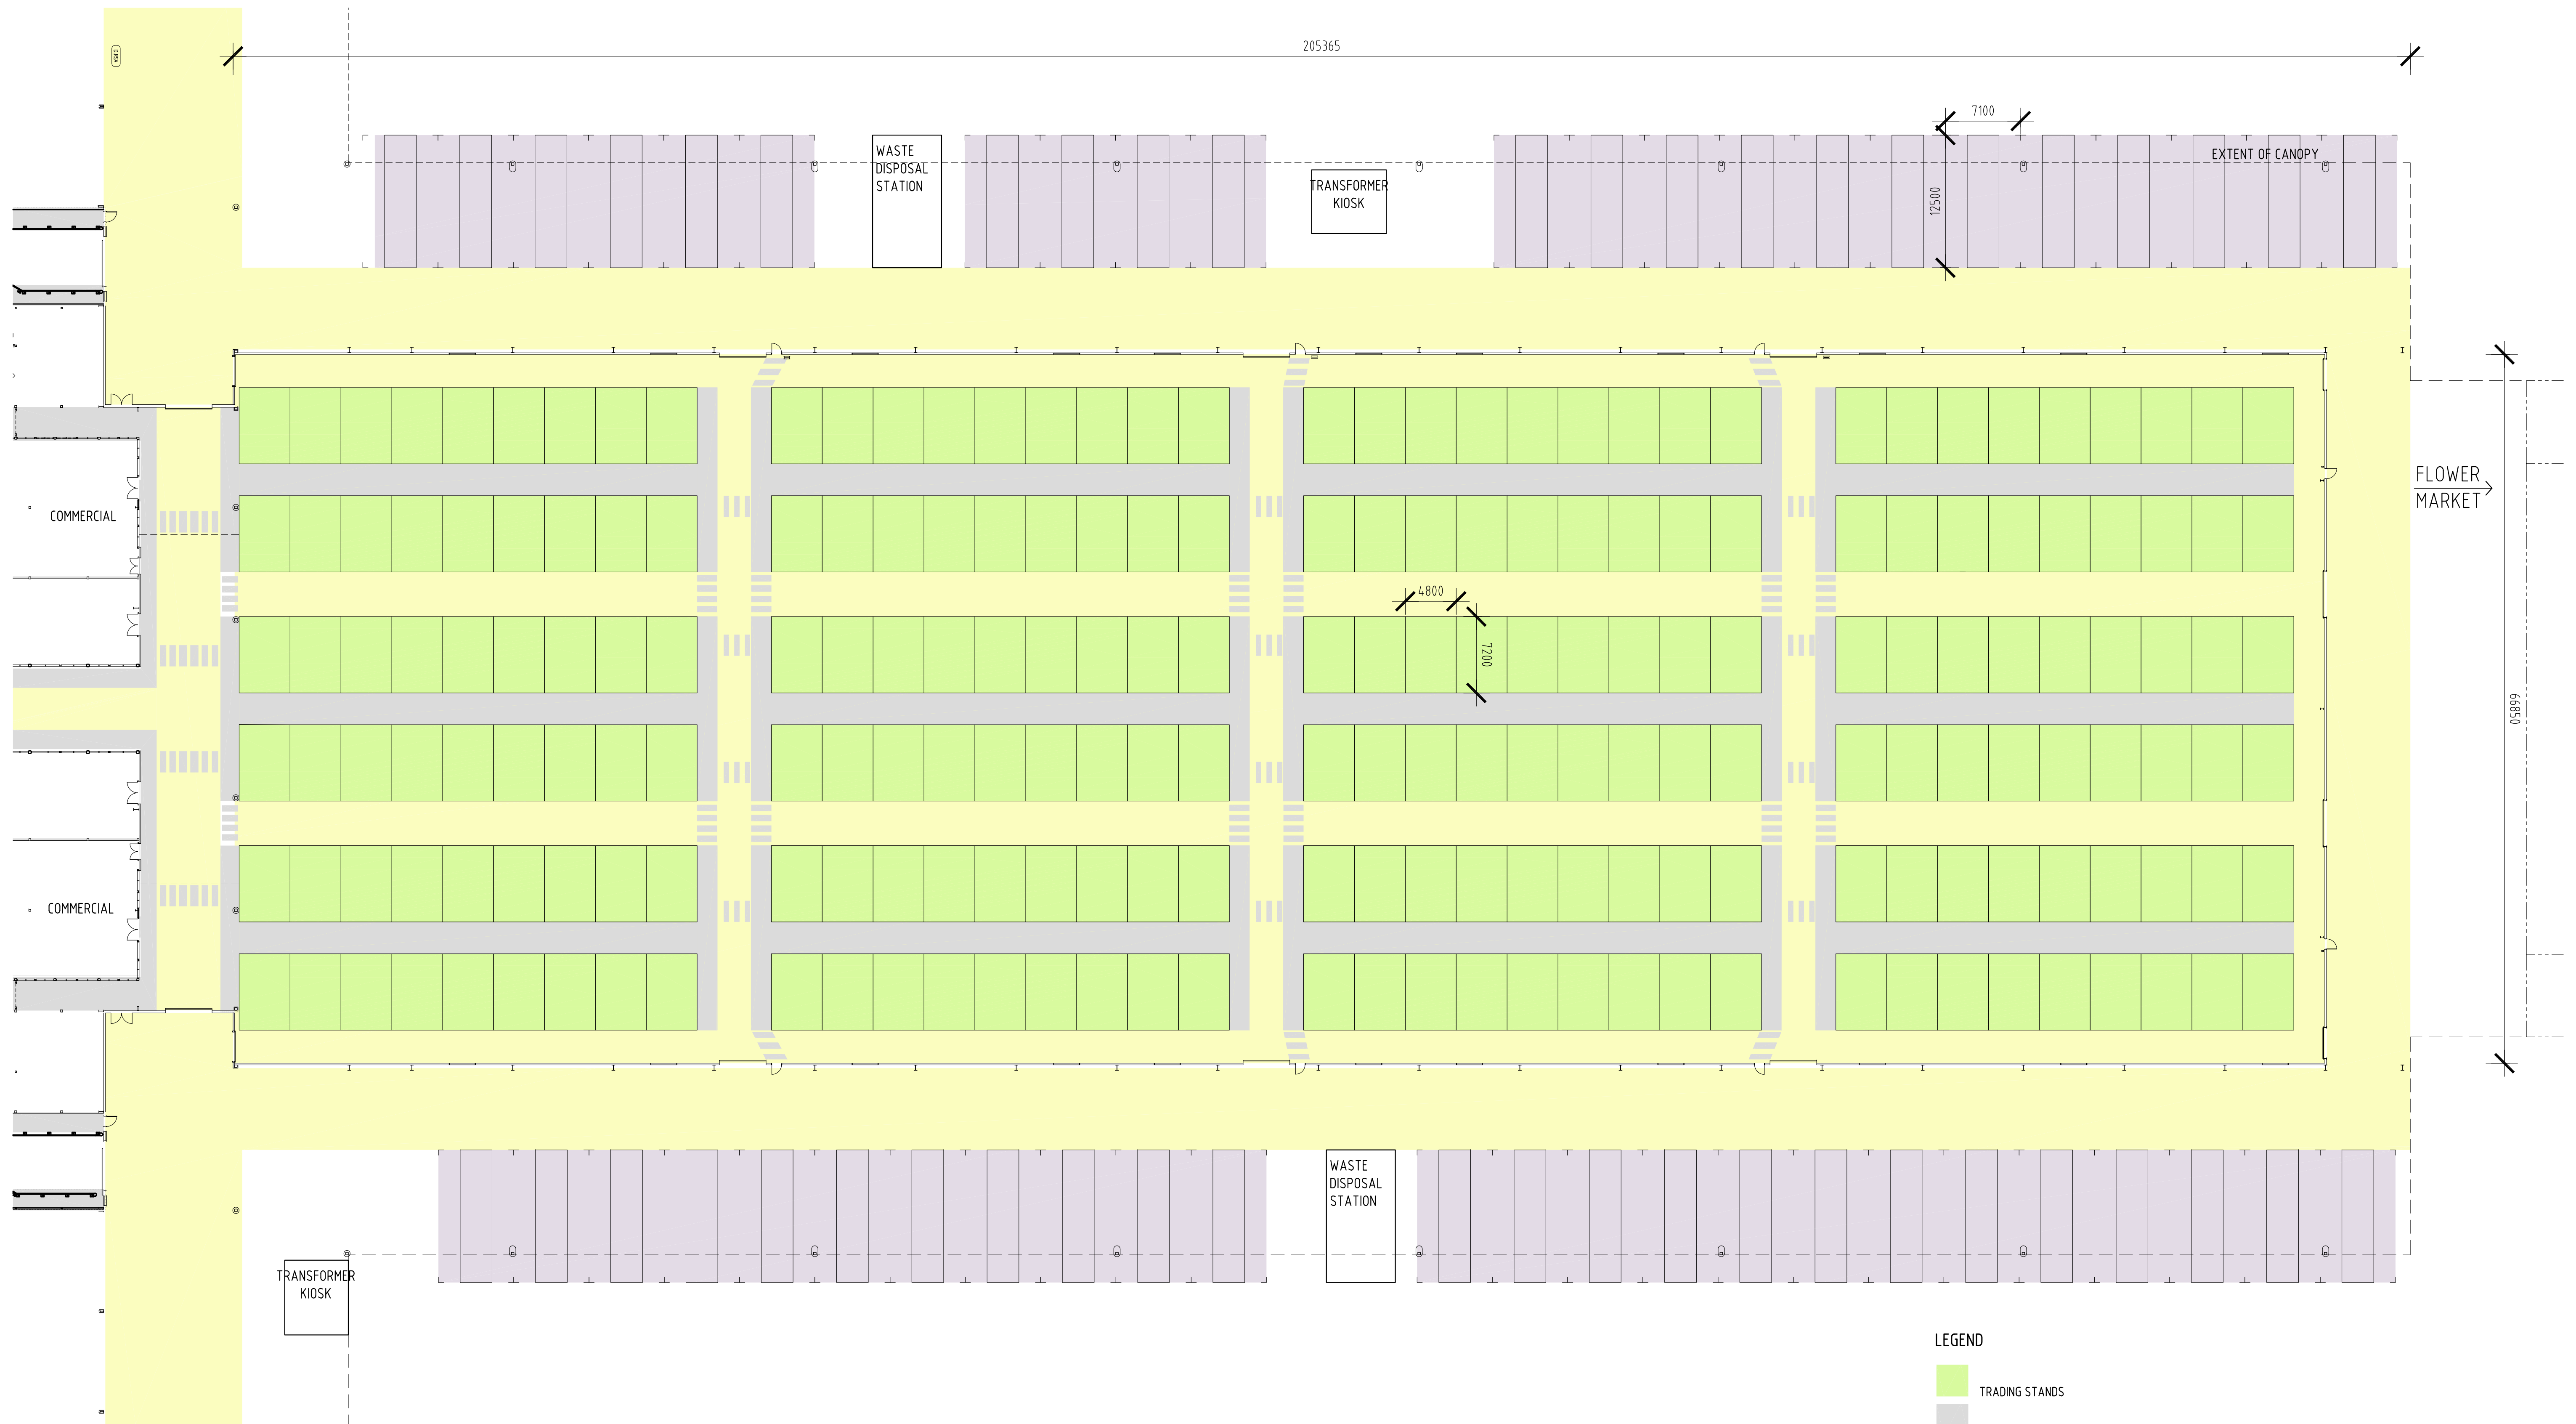 205365
7100
WASTE
DISPOSAL
STATION
EXTENT OF CANOPY
TRANSFORMER
KIOSK
12500
FLOWER
MARKET
COMMERCIAL
4800
7200
66850
COMMERCIAL
WASTE
DISPOSAL
STATION
TRANSFORMER
KIOSK
LEGEND
TRADING STANDS